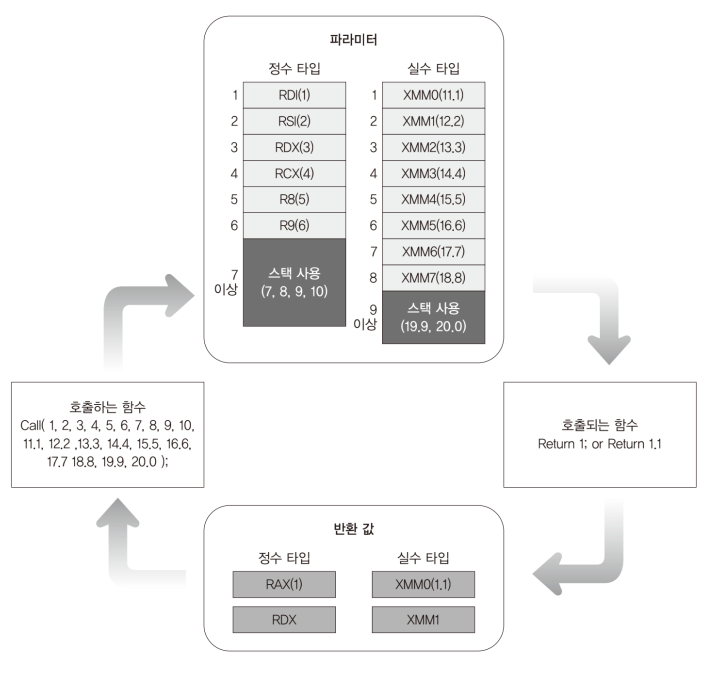 파라미터
정수 타입 실수 타입
1 RDI(1) 1 XMM0(11.1)
2 RSI(2) 2 XMM1(12.2)
3 RDX(3) 3 XMM2(13.3)
4 RCX(4) 4 XMM3(14.4)
5 R8(5) 5 XMM4(15.5)
6 R9(6) 6 XMM5(16.6)
7 XMM6(17.7)
8 XMM7(18.8)
7
이상
스택 사용
(7, 8, 9, 10)
9
이상
스택 사용
(19.9, 20.0)
호출하는 함수
Call( 1, 2, 3, 4, 5, 6, 7, 8, 9, 10,
11.1, 12.2 ,13.3, 14.4, 15.5, 16.6,
17.7 18.8, 19.9, 20.0 );
호출되는 함수
Return 1; or Return 1.1
반환 값
정수 타입 실수 타입
RAX(1) XMM0(1.1)
RDX XMM1